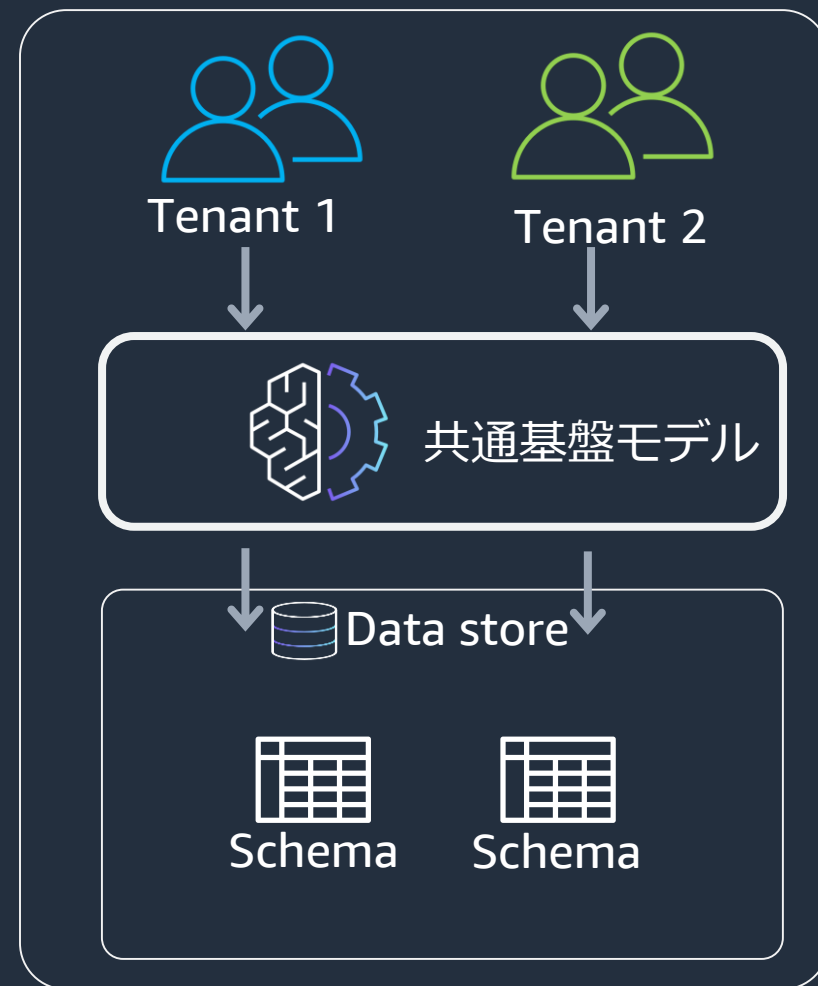 Tenant 1
Tenant 2
共通基盤モデル
Data store
Schema
Schema